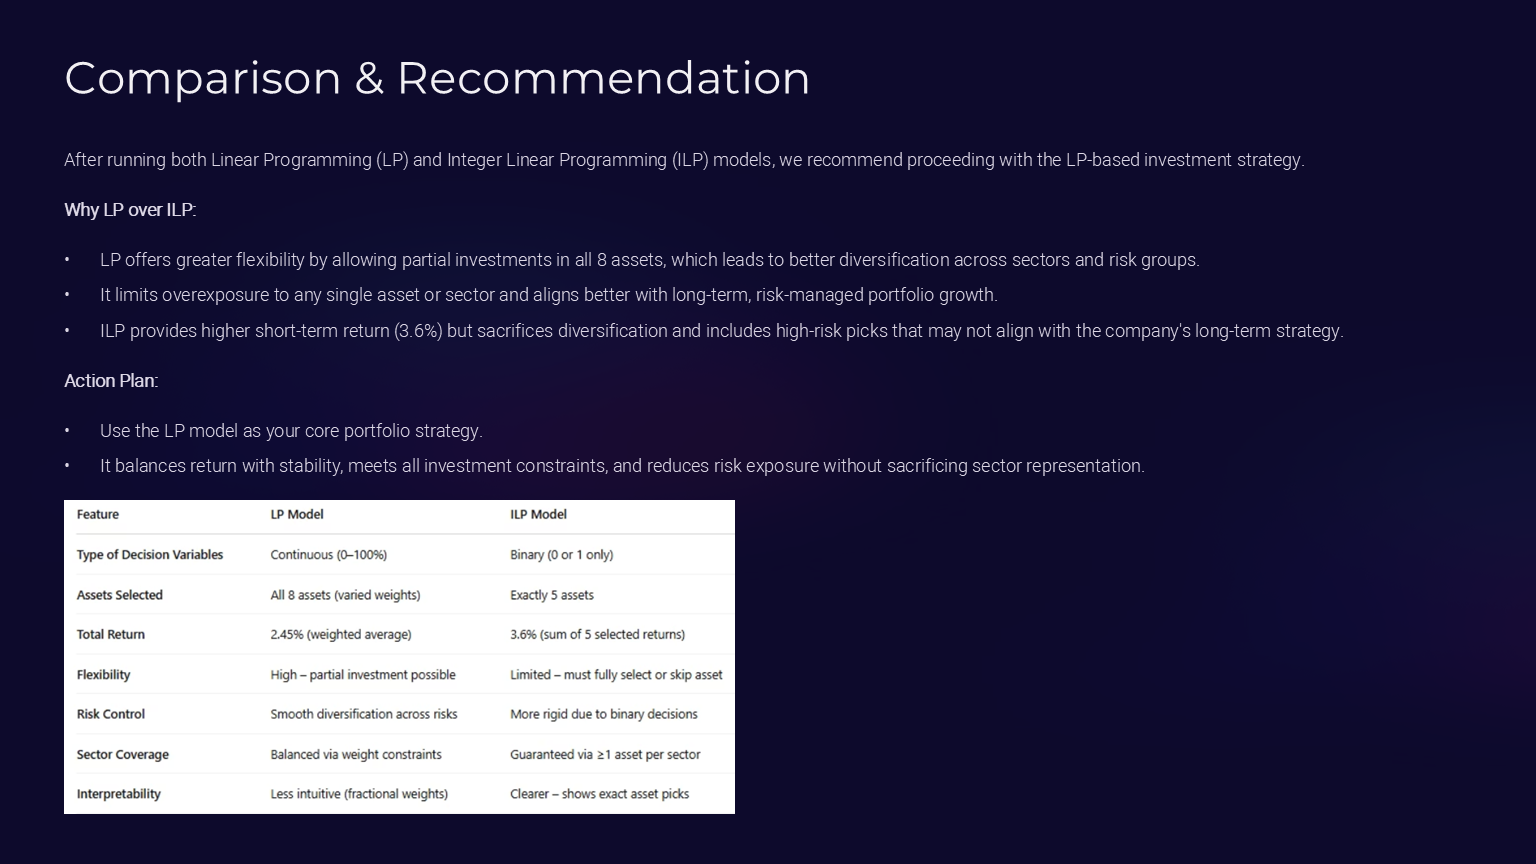 Comparison & Recommendation
After running both Linear Programming (LP) and Integer Linear Programming (ILP) models, we recommend proceeding with the LP-based investment strategy.
Why LP over ILP:
• LP offers greater flexibility by allowing partial investments in all 8 assets, which leads to better diversification across sectors and risk groups.
• It limits overexposure to any single asset or sector and aligns better with long-term, risk-managed portfolio growth.
• ILP provides higher short-term return (3.6%) but sacrifices diversification and includes high-risk picks that may not align with the company's long-term strategy.
Action Plan:
• Use the LP model as your core portfolio strategy.
• It balances return with stability, meets all investment constraints, and reduces risk exposure without sacrificing sector representation.
Feature LP Model ILP Model
Type of Decision Variables Continuous (0–100%) Binary (0 or 1 only)
Assets Selected All 8 assets (varied weights) Exactly 5 assets
Total Return 2.45% (weighted average) 3.6% (sum of 5 selected returns)
Flexibility High – partial investment possible Limited – must fully select or skip asset
Risk Control Smooth diversification across risks More rigid due to binary decisions
Sector Coverage Balanced via weight constraints Guaranteed via ≥1 asset per sector
Interpretability Less intuitive (fractional weights) Clearer – shows exact asset picks